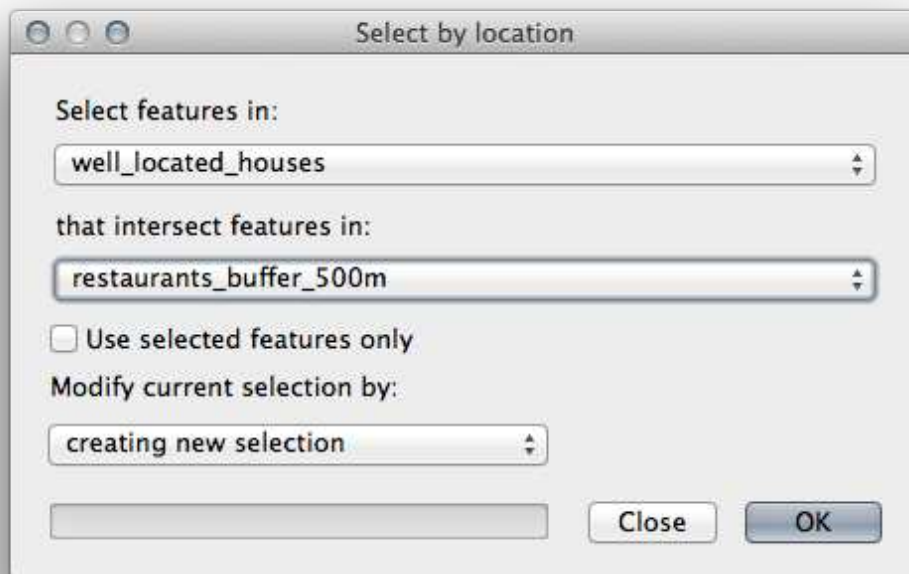 Select by location
Select features in:
well_located_houses
that intersect features in:
restaurants_buffer_500m
Use selected features only
Modify current selection by:
creating new selection
Close OK